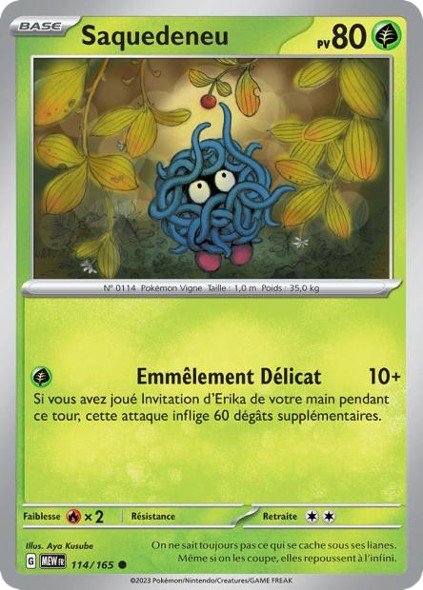 BASE
Saquedeneu
PV 80
N° 0114 Pokémon Vigne Taille : 1,0 m Poids : 35,0 kg
Emmêlement Délicat 10+
Si vous avez joué Invitation d'Erika de votre main pendant
ce tour, cette attaque inflige 60 dégâts supplémentaires.
Faiblesse × 2 Résistance Retraite
Illus. Aya Kusube
G MEW FR 114/165
On ne sait toujours pas ce qui se cache sous ses lianes.
Même si on les coupe, elles repoussent à l'infini.
©2023 Pokémon/Nintendo/Creatures/GAME FREAK